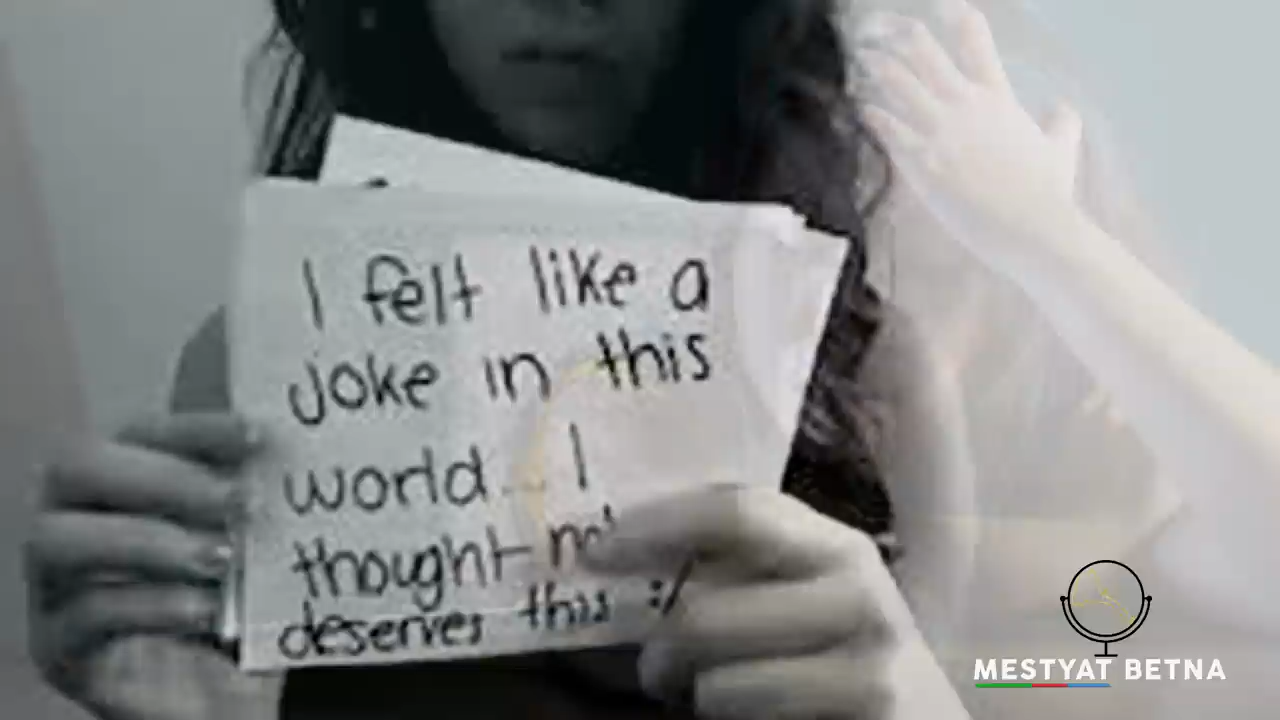 I felt like a
joke in this
world... I
thought
deserves this :/
MESTYAT BETNA